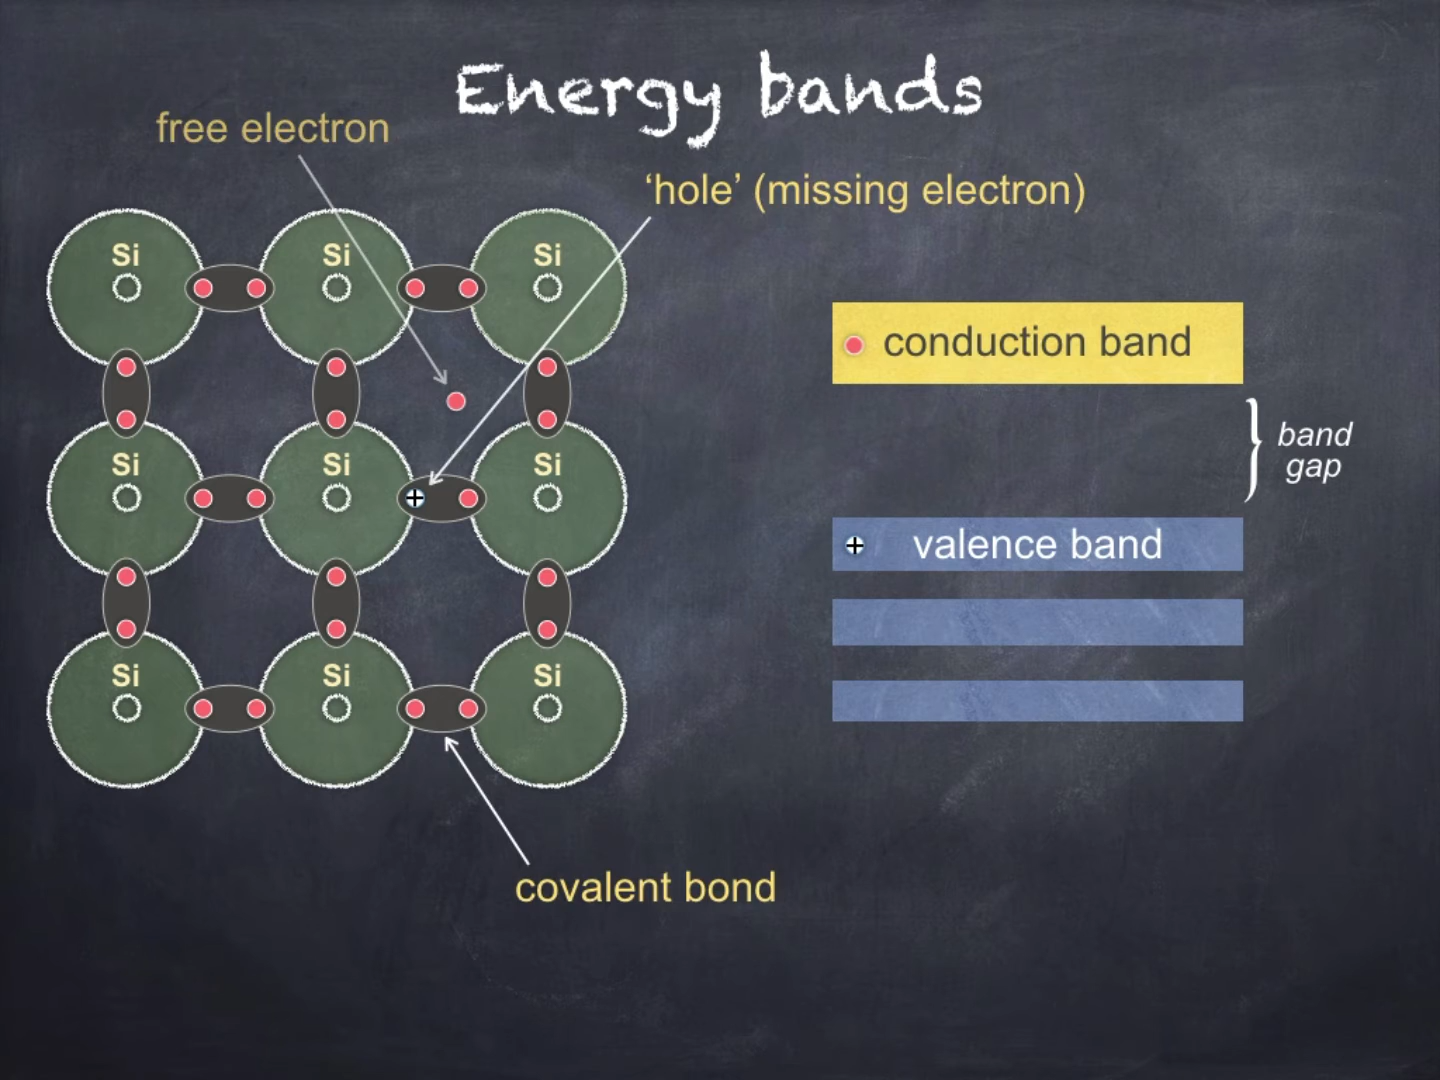 Energy bands
free electron
‘hole’ (missing electron)
Si
Si
Si
conduction band
band
gap
Si
Si
Si
valence band
Si
Si
Si
covalent bond